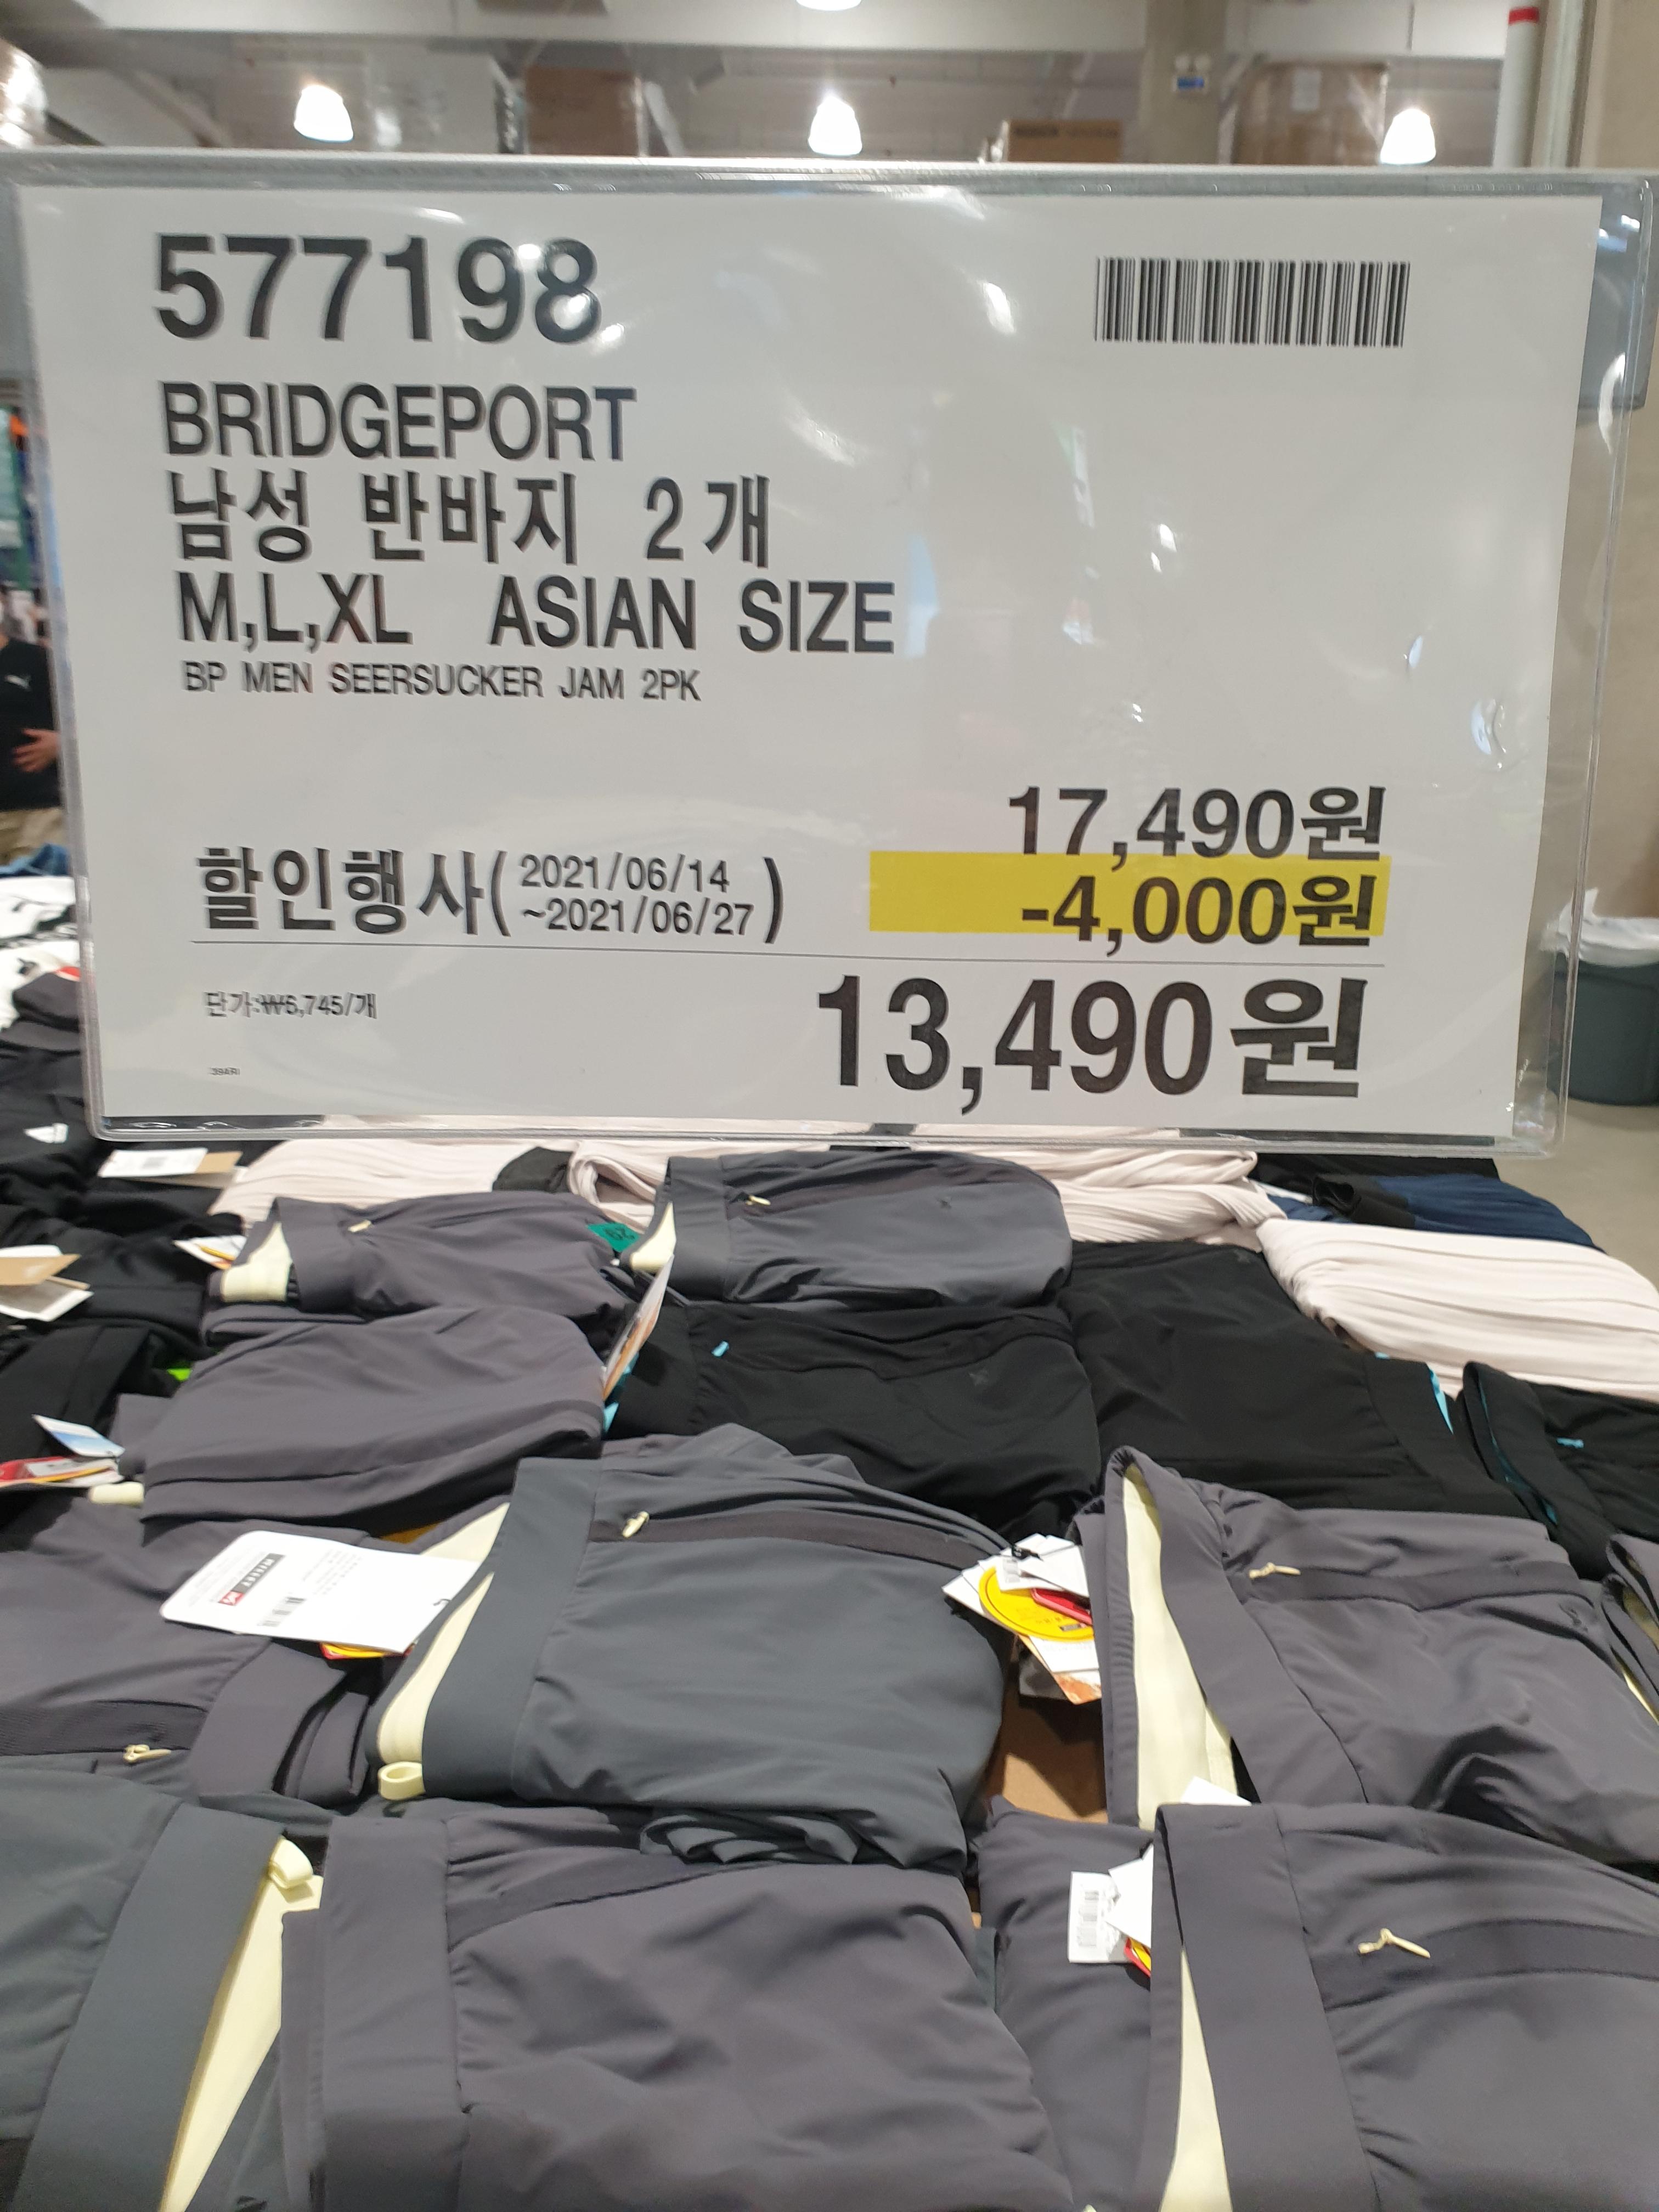 577198
BRIDGEPORT
남성 반바지 2개
M,L,XL ASIAN SIZE
BP MEN SEERSUCKER JAM 2PK
17,490원
할인행사(2021/06/14 ~2021/06/27)
-4,000원
단가:₩6,745/개
13,490원